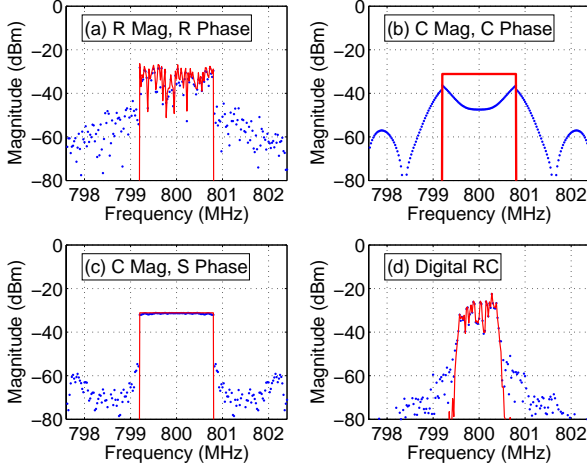 (a) R Mag, R Phase
0
−20
−40
−60
−80
Magnitude (dBm)
798 799 800 801 802
Frequency (MHz)
(b) C Mag, C Phase
0
−20
−40
−60
−80
Magnitude (dBm)
798 799 800 801 802
Frequency (MHz)
(c) C Mag, S Phase
0
−20
−40
−60
−80
Magnitude (dBm)
798 799 800 801 802
Frequency (MHz)
(d) Digital RC
0
−20
−40
−60
−80
Magnitude (dBm)
798 799 800 801 802
Frequency (MHz)